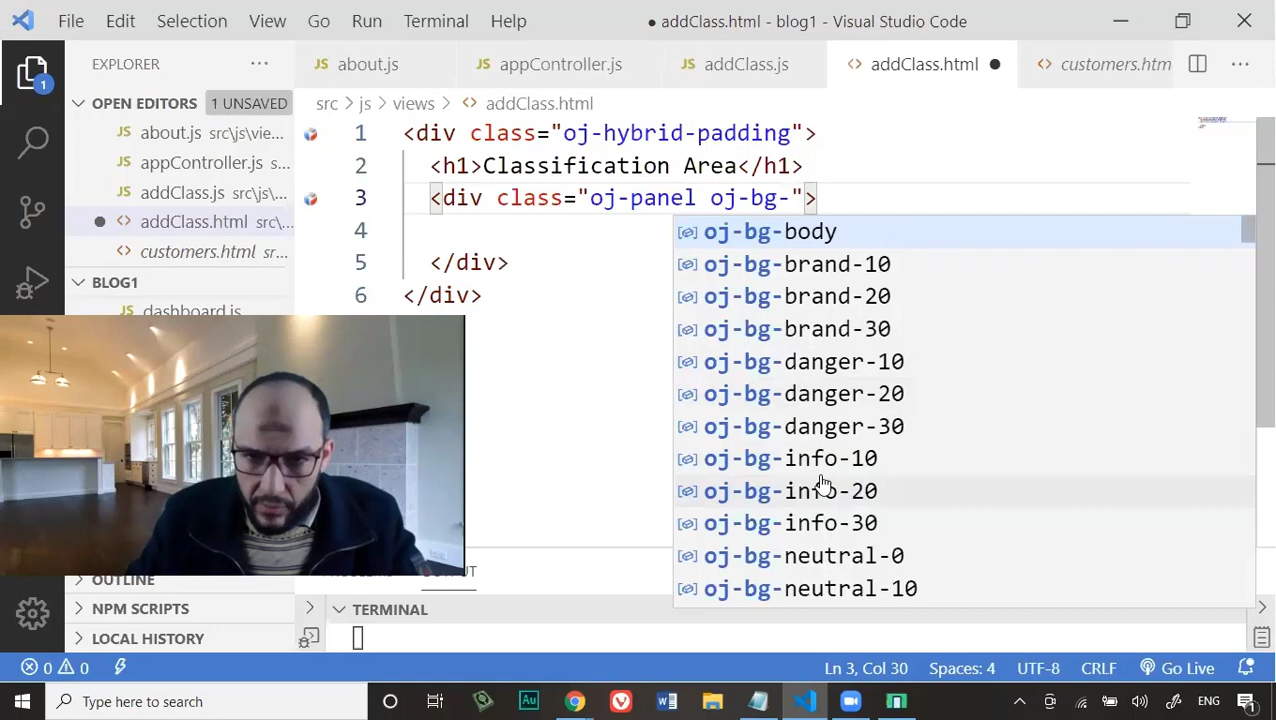 File Edit Selection View Go Run Terminal Help ● addClass.html - blog1 - Visual Studio Code
EXPLORER ···
JS about.js JS appController.js JS addClass.js <> addClass.html ● <> customers.htm ···
OPEN EDITORS 1 UNSAVED
src > js > views > <> addClass.html
JS about.js src\js\vie...
JS appController.js src...
JS addClass.js src\js\...
● <> addClass.html src\...
<> customers.html sr...
BLOG1
dashboard.js
1 <div class="oj-hybrid-padding">
2 <h1>Classification Area</h1>
3 <div class="oj-panel oj-bg-">
4
5 </div>
6 </div>
oj-bg-body
oj-bg-brand-10
oj-bg-brand-20
oj-bg-brand-30
oj-bg-danger-10
oj-bg-danger-20
oj-bg-danger-30
oj-bg-info-10
oj-bg-info-20
oj-bg-info-30
oj-bg-neutral-0
oj-bg-neutral-10
OUTLINE
NPM SCRIPTS
LOCAL HISTORY
TERMINAL
0 0 Ln 3, Col 30 Spaces: 4 UTF-8 CRLF HTML Go Live
Type here to search
Au W ENG 1
1